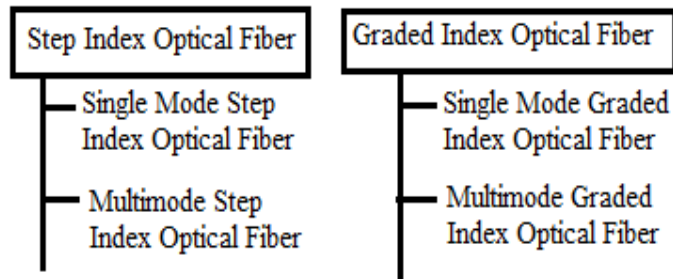 Step Index Optical Fiber
Single Mode Step
Index Optical Fiber
Multimode Step
Index Optical Fiber
Graded Index Optical Fiber
Single Mode Graded
Index Optical Fiber
Multimode Graded
Index Optical Fiber